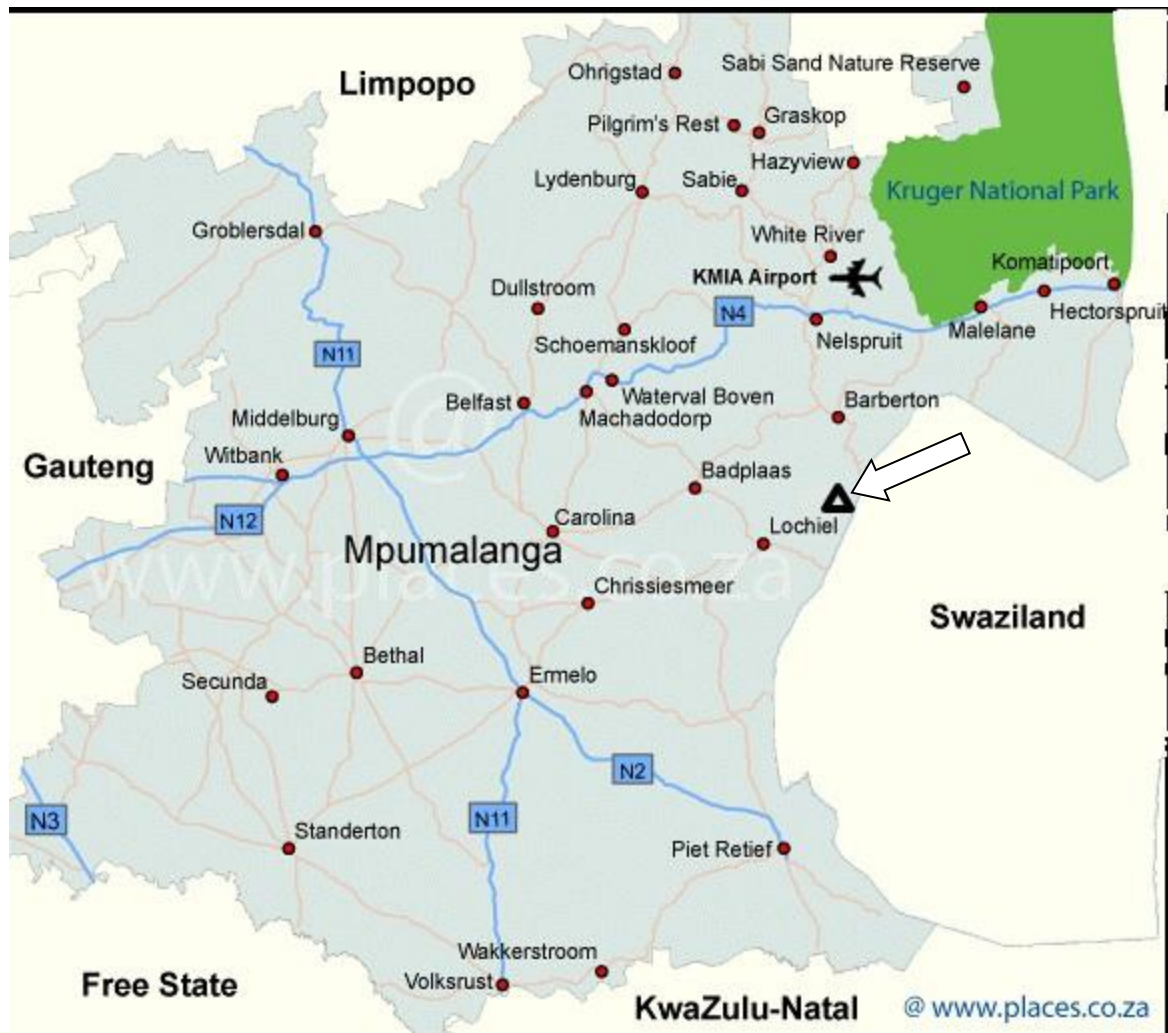 Limpopo
Ohrigstad
Sabi Sand Nature Reserve
Pilgrim's Rest
Graskop
Hazyview
Lydenburg
Sabie
Kruger National Park
Groblersdal
White River
KMIA Airport
Komatipoort
Dullstroom
N4
Hectorspruit
Malelane
Schoemanskloof
Nelspruit
N11
Waterval Boven
Belfast
Machadodorp
Barberton
Middelburg
@
Gauteng
Witbank
Badplaas
N12
Carolina
Lochiel
Mpumalanga
www.places.co.za
Chrissiesmeer
Swaziland
Bethal
Ermelo
Secunda
N2
N3
N11
Standerton
Piet Retief
Wakkerstroom
Volksrust
Free State
KwaZulu-Natal
@ www.places.co.za